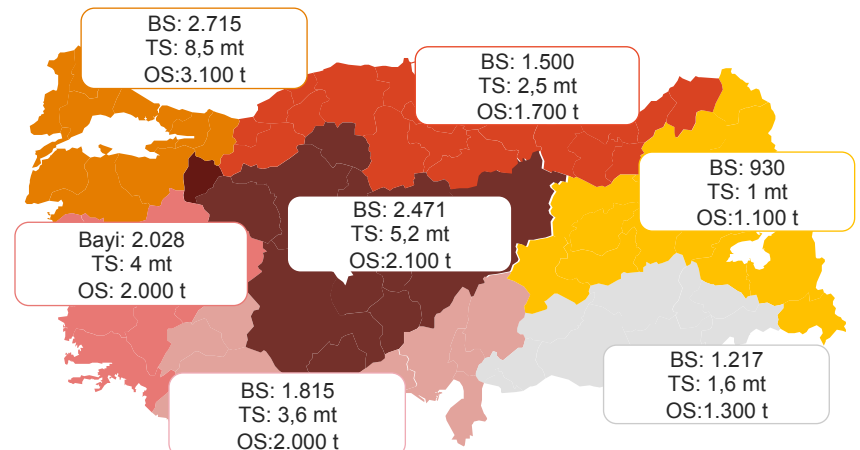 BS: 2.715
TS: 8,5 mt
OS:3.100 t
BS: 1.500
TS: 2,5 mt
OS:1.700 t
BS: 930
TS: 1 mt
OS:1.100 t
BS: 2.471
TS: 5,2 mt
OS:2.100 t
Bayi: 2.028
TS: 4 mt
OS: 2.000 t
BS: 1.217
TS: 1,6 mt
OS:1.300 t
BS: 1.815
TS: 3,6 mt
OS:2.000 t